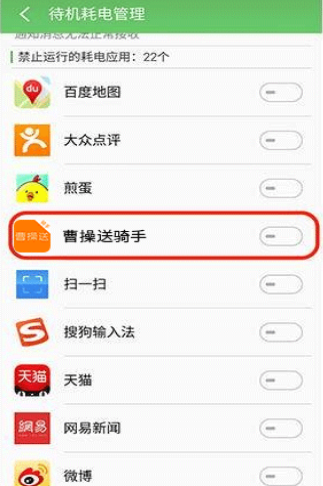 待机耗电管理
通知消息无法正常接收
禁止运行的耗电应用：22个
du
百度地图
大众点评
煎蛋
曹操送
曹操送骑手
扫一扫
S
搜狗输入法
天猫
天猫
網易
网易新闻
微博